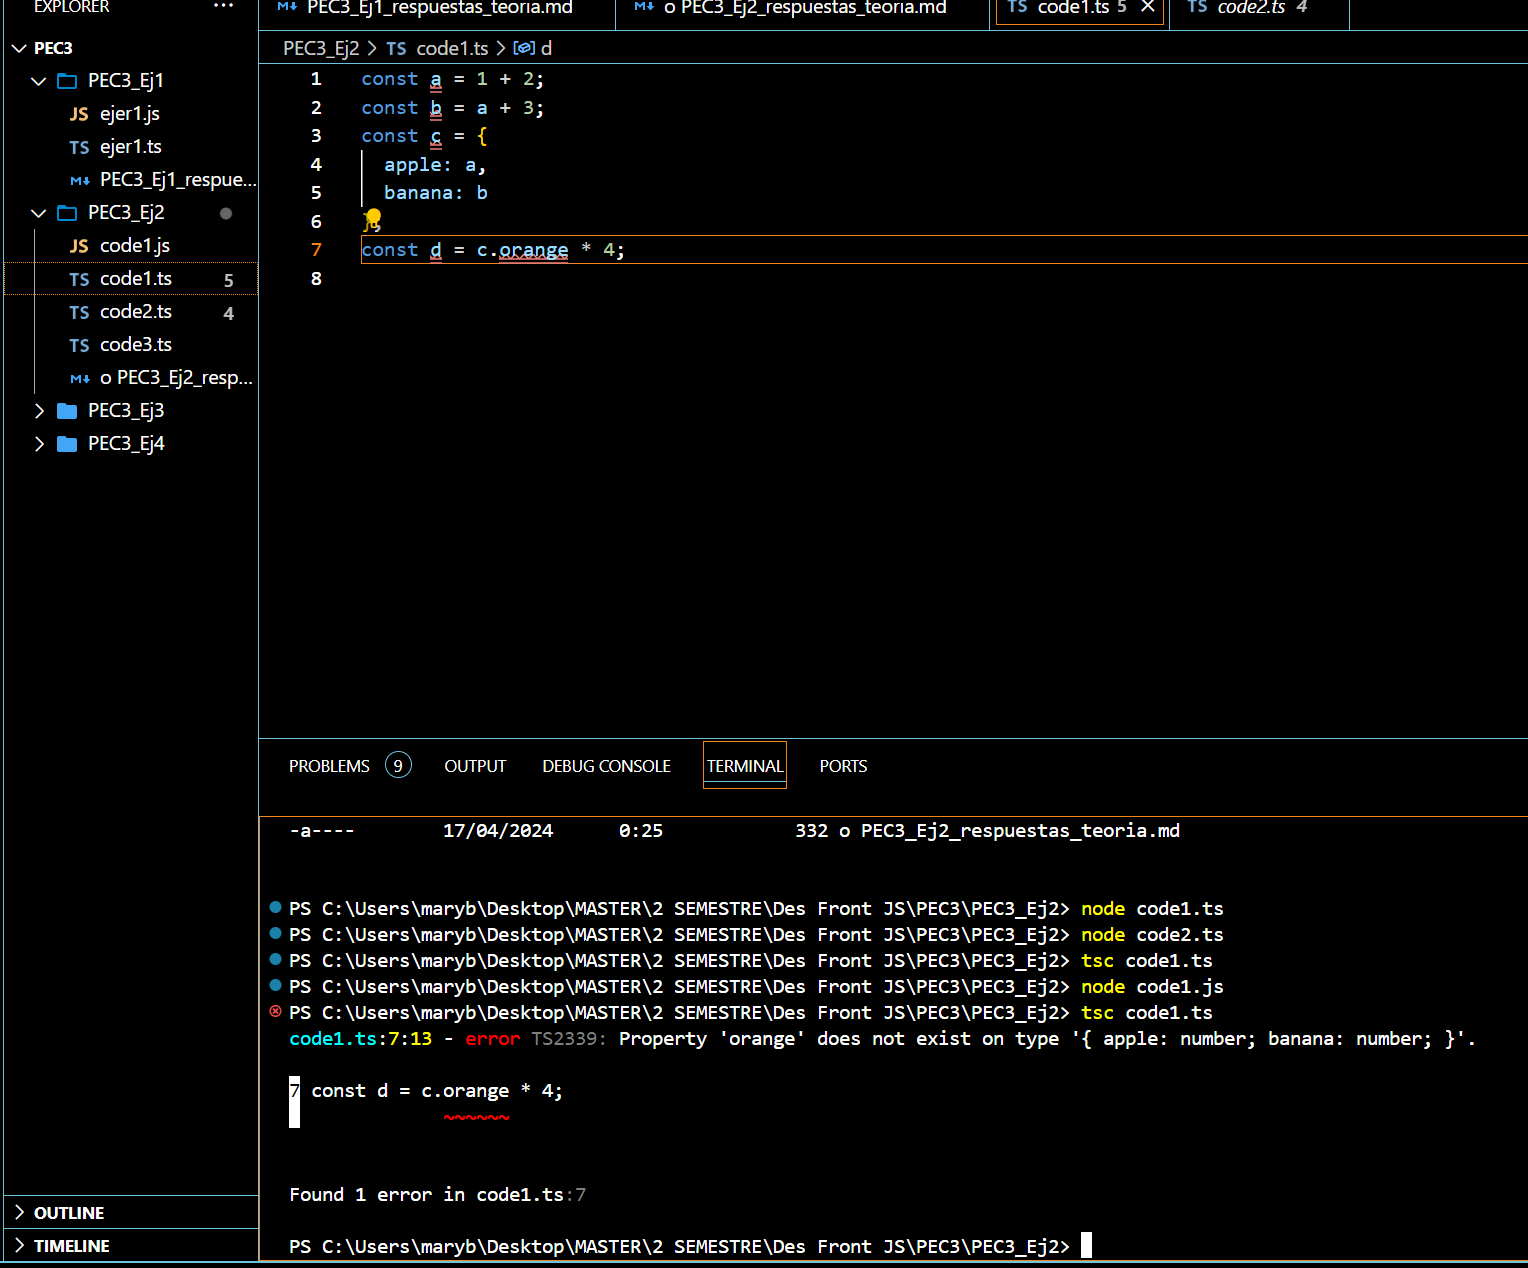 EXPLORER ...
PEC3
PEC3_Ej1
JS ejer1.js
TS ejer1.ts
M↓ PEC3_Ej1_respue...
PEC3_Ej2
JS code1.js
TS code1.ts 5
TS code2.ts 4
TS code3.ts
M↓ o PEC3_Ej2_resp...
PEC3_Ej3
PEC3_Ej4
OUTLINE
TIMELINE
M↓ PEC3_Ej1_respuestas_teoria.md M↓ o PEC3_Ej2_respuestas_teoria.md TS code1.ts 5 TS code2.ts 4
PEC3_Ej2 > TS code1.ts > d
1 const a = 1 + 2;
2 const b = a + 3;
3 const c = {
4 apple: a,
5 banana: b
6 };
7 const d = c.orange * 4;
8
PROBLEMS 9 OUTPUT DEBUG CONSOLE TERMINAL PORTS
-a---- 17/04/2024 0:25 332 o PEC3_Ej2_respuestas_teoria.md
PS C:\Users\maryb\Desktop\MASTER\2 SEMESTRE\Des Front JS\PEC3\PEC3_Ej2> node code1.ts
PS C:\Users\maryb\Desktop\MASTER\2 SEMESTRE\Des Front JS\PEC3\PEC3_Ej2> node code2.ts
PS C:\Users\maryb\Desktop\MASTER\2 SEMESTRE\Des Front JS\PEC3\PEC3_Ej2> tsc code1.ts
PS C:\Users\maryb\Desktop\MASTER\2 SEMESTRE\Des Front JS\PEC3\PEC3_Ej2> node code1.js
PS C:\Users\maryb\Desktop\MASTER\2 SEMESTRE\Des Front JS\PEC3\PEC3_Ej2> tsc code1.ts
code1.ts:7:13 - error TS2339: Property 'orange' does not exist on type '{ apple: number; banana: number; }'.
7 const d = c.orange * 4;
~~~~~~
Found 1 error in code1.ts:7
PS C:\Users\maryb\Desktop\MASTER\2 SEMESTRE\Des Front JS\PEC3\PEC3_Ej2>